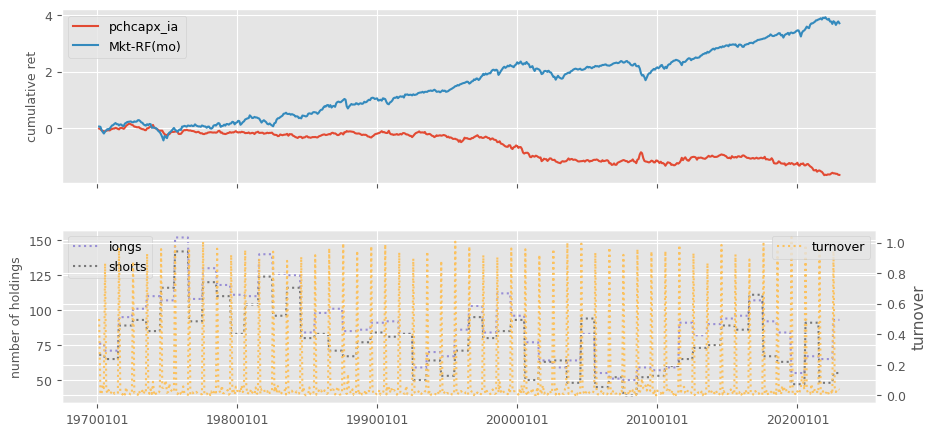 pchcapx_ia
Mkt-RF(mo)
cumulative ret
4
2
0
iongs
shorts
turnover
number of holdings
150
125
100
75
50
1.0
0.8
0.6
0.4
0.2
0.0
turnover
19700101 19800101 19900101 20000101 20100101 20200101